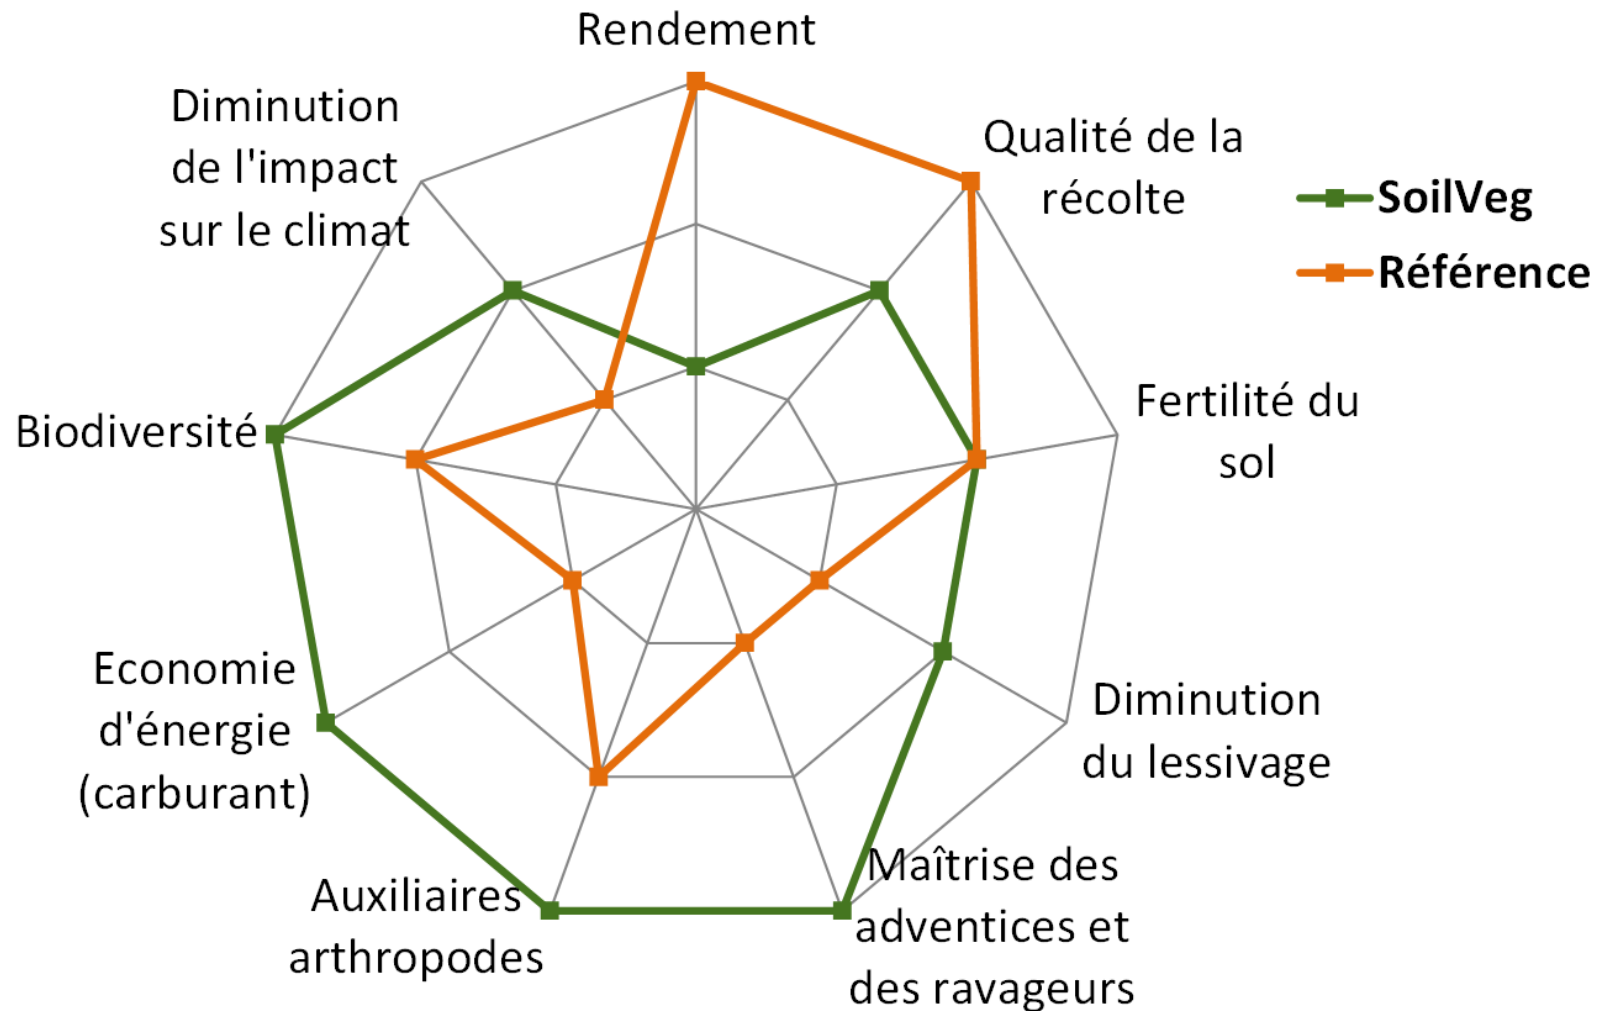 Rendement
Diminution
de l'impact
sur le climat
Qualité de la
récolte
SoilVeg
Référence
Fertilité du
sol
Biodiversité
Economie
d'énergie
(carburant)
Diminution
du lessivage
Auxiliaires
arthropodes
Maîtrise des
adventices et
des ravageurs